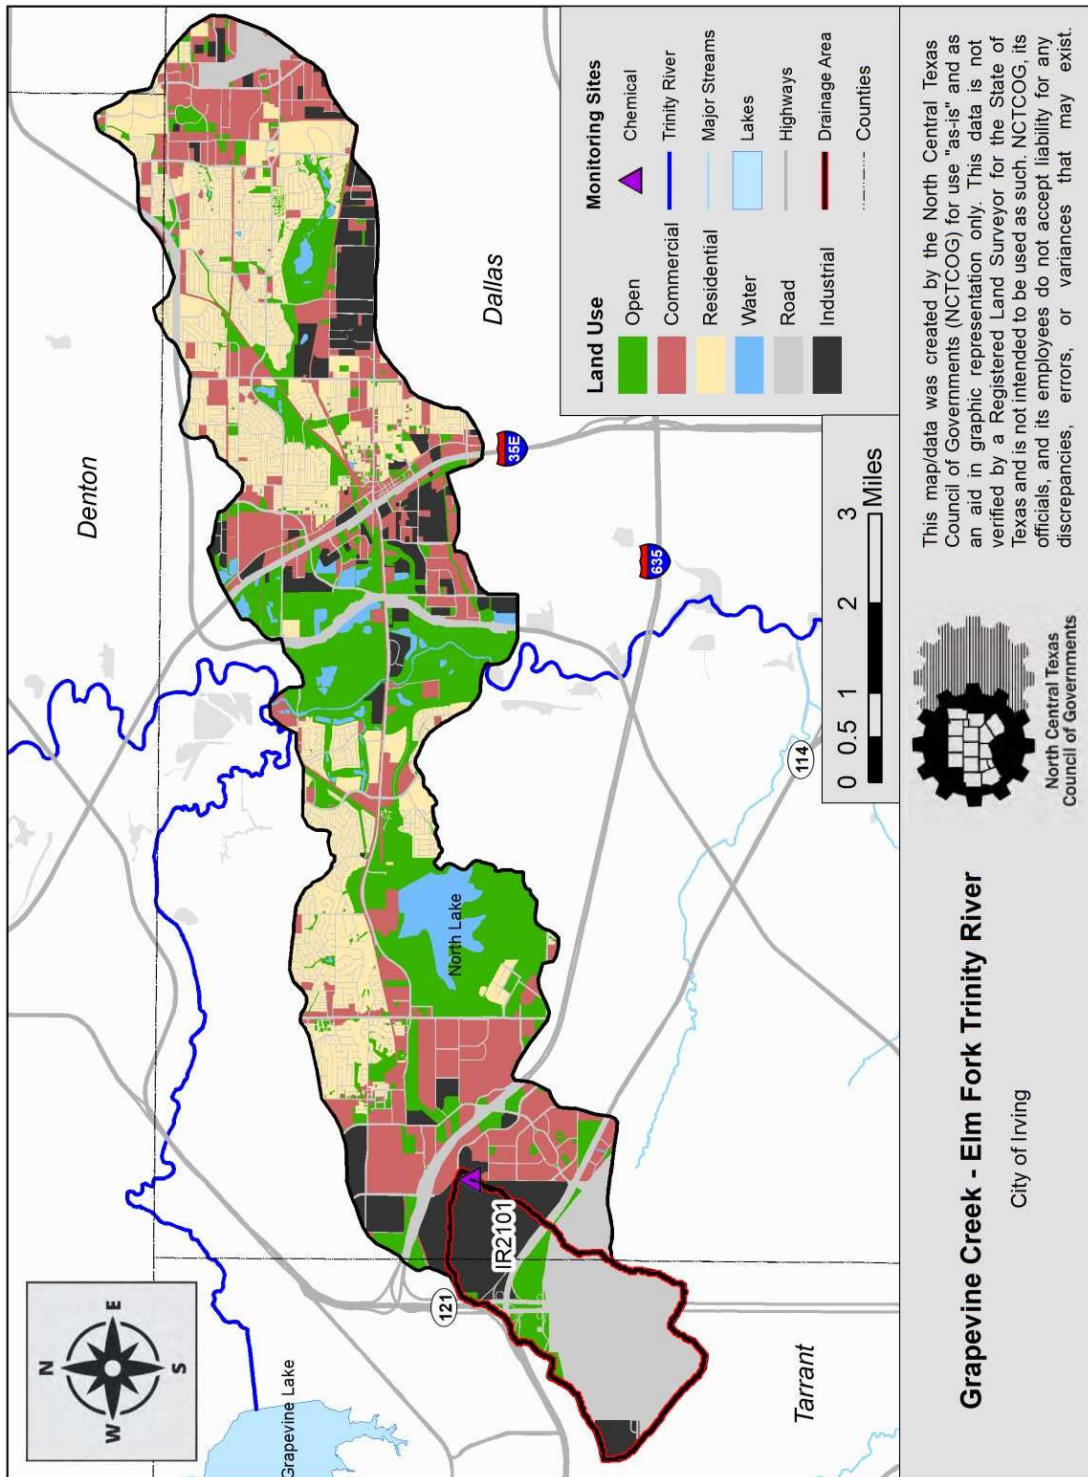 N
W
E
S
Grapevine Lake
121
IR2101
Tarrant
North Lake
Denton
Dallas
35E
635
114
Land Use
Open
Commercial
Residential
Water
Road
Industrial
Monitoring Sites
Chemical
Trinity River
Major Streams
Lakes
Highways
Drainage Area
Counties
0 0.5 1 2 3
Miles
Grapevine Creek - Elm Fork Trinity River
City of Irving
North Central Texas
Council of Governments
This map/data was created by the North Central Texas
Council of Governments (NCTCOG) for use "as-is" and as
an aid in graphic representation only. This data is not
verified by a Registered Land Surveyor for the State of
Texas and is not intended to be used as such. NCTCOG, its
officials, and its employees do not accept liability for any
discrepancies, errors, or variances that may exist.